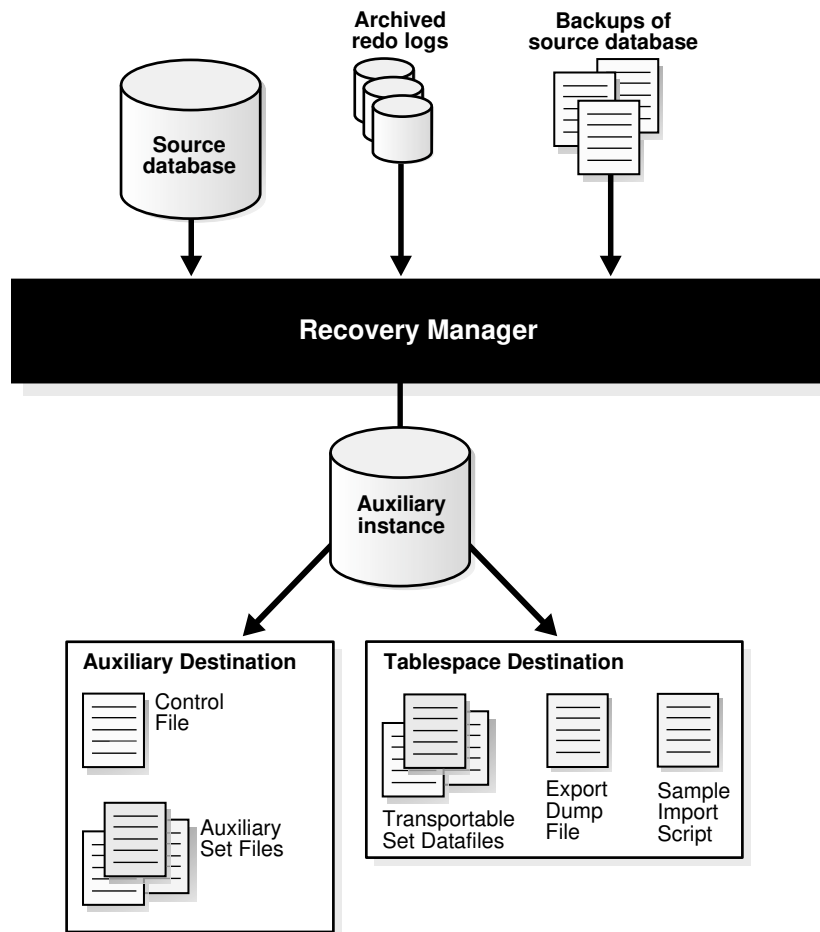 Archived
redo logs
Backups of
source database
Source
database
Recovery Manager
Auxiliary
instance
Auxiliary Destination
Control
File
Auxiliary
Set Files
Tablespace Destination
Transportable
Set Datafiles
Export
Dump
File
Sample
Import
Script